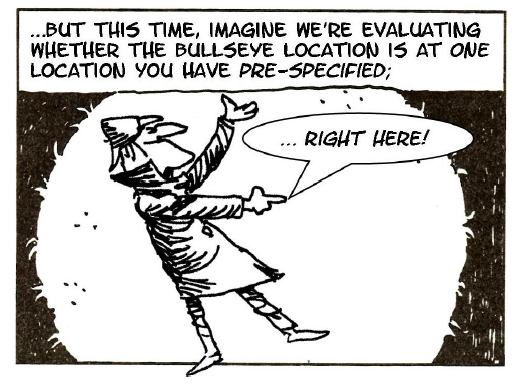 ...BUT THIS TIME, IMAGINE WE'RE EVALUATING
WHETHER THE BULLSEYE LOCATION IS AT ONE
LOCATION YOU HAVE PRE-SPECIFIED;
... RIGHT HERE!